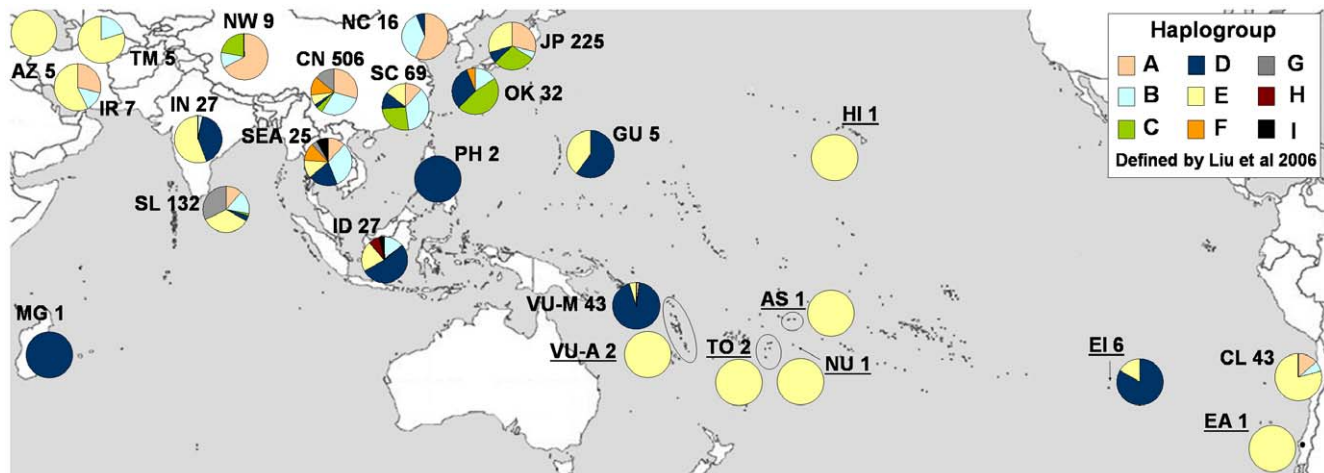 NW 9
NC 16
JP 225
TM 5
CN 506
SC 69
AZ 5
IR 7
IN 27
OK 32
SEA 25
GU 5
HI 1
PH 2
SL 132
ID 27
MG 1
VU-M 43
AS 1
VU-A 2
TO 2
NU 1
EI 6
CL 43
EA 1
Haplogroup
A D G
B E H
C F I
Defined by Liu et al 2006